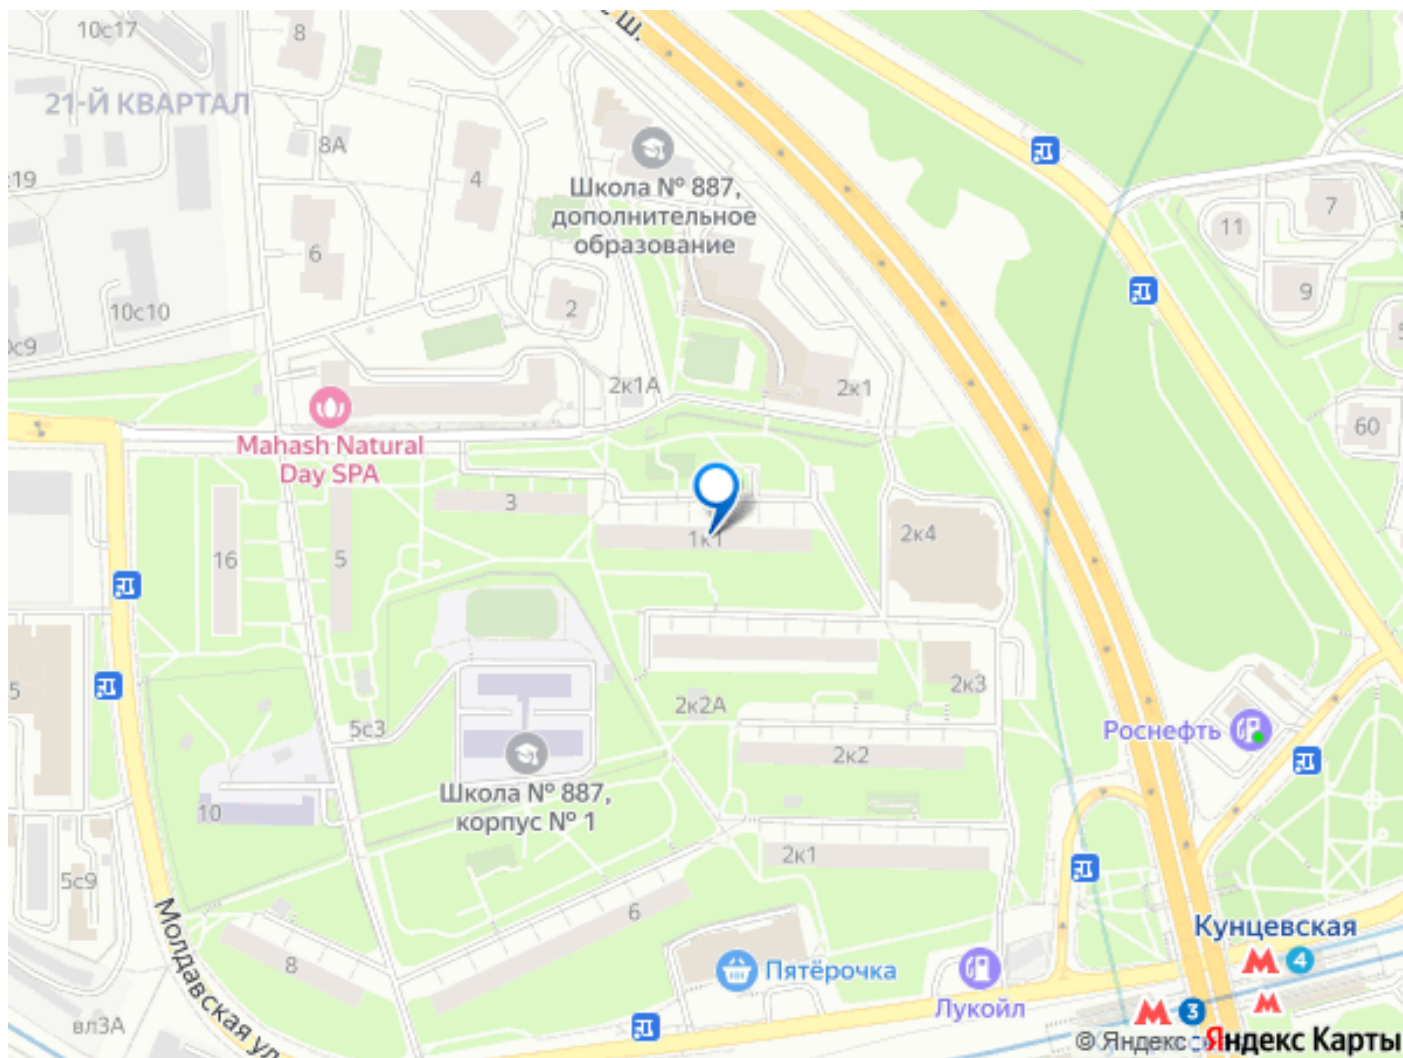 10с17
8
ш.
21-Й КВАРТАЛ
8А
4
:19
Школа № 887,
дополнительное
образование
7
11
6
9
10с10
2
0с9
2к1А
2к1
60
Mahash Natural
Day SPA
3
1к1
2к4
16
5
5
2к3
2к2А
5с3
Роснефть
2к2
Школа № 887,
корпус № 1
10
2к1
5с9
6
Молдавская ул.
Кунцевская
4
8
Пятёрочка
Лукойл
3
вл3А
© Яндекс
Яндекс Карты